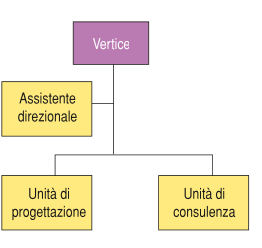 Vertice
Assistente
direzionale
Unità di
progettazione
Unità di
consulenza